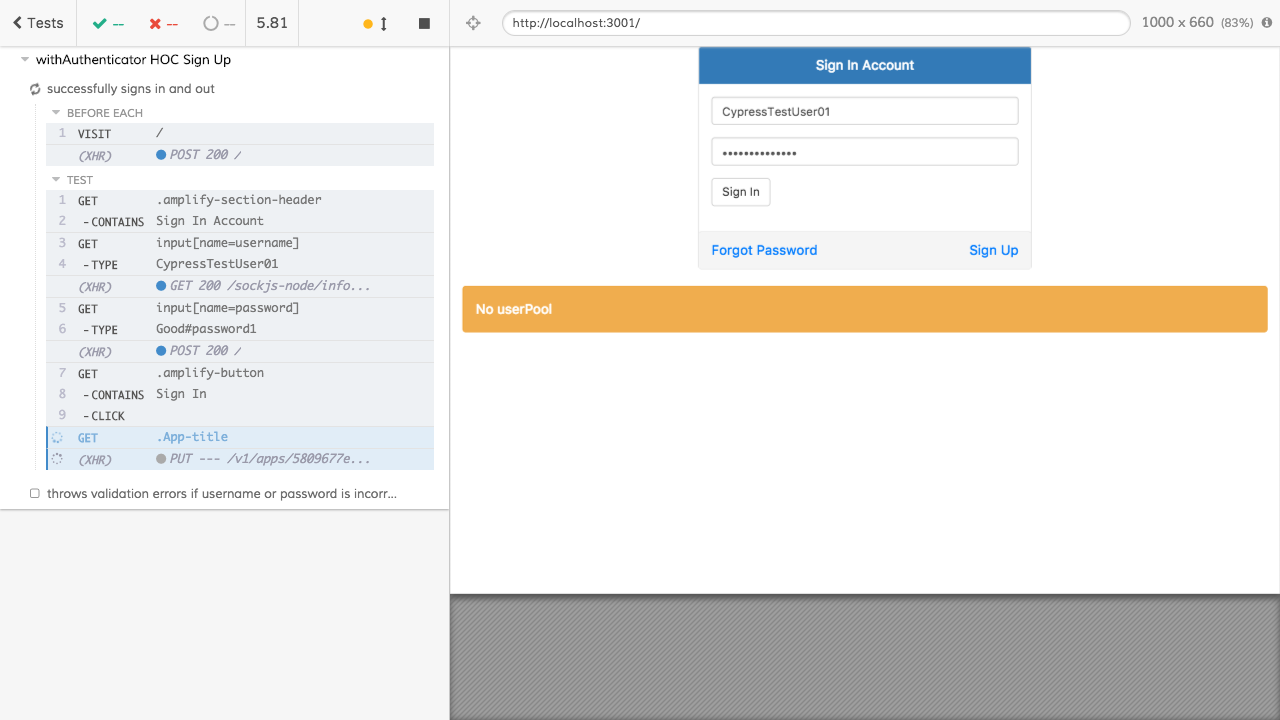 Tests -- -- -- 5.81
withAuthenticator HOC Sign Up
successfully signs in and out
BEFORE EACH
1 VISIT /
(XHR) POST 200 /
TEST
1 GET .amplify-section-header
2 -CONTAINS Sign In Account
3 GET input[name=username]
4 -TYPE CypressTestUser01
(XHR) GET 200 /sockjs-node/info...
5 GET input[name=password]
6 -TYPE Good#password1
(XHR) POST 200 /
7 GET .amplify-button
8 -CONTAINS Sign In
9 -CLICK
GET .App-title
(XHR) PUT --- /v1/apps/5809677e...
throws validation errors if username or password is incorr...
http://localhost:3001/ 1000 x 660 (83%)
Sign In Account
CypressTestUser01
••••••••••••••
Sign In
Forgot Password Sign Up
No userPool